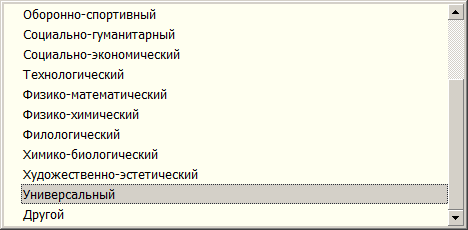 Оборонно-спортивный
Социально-гуманитарный
Социально-экономический
Технологический
Физико-математический
Физико-химический
Филологический
Химико-биологический
Художественно-эстетический
Универсальный
Другой